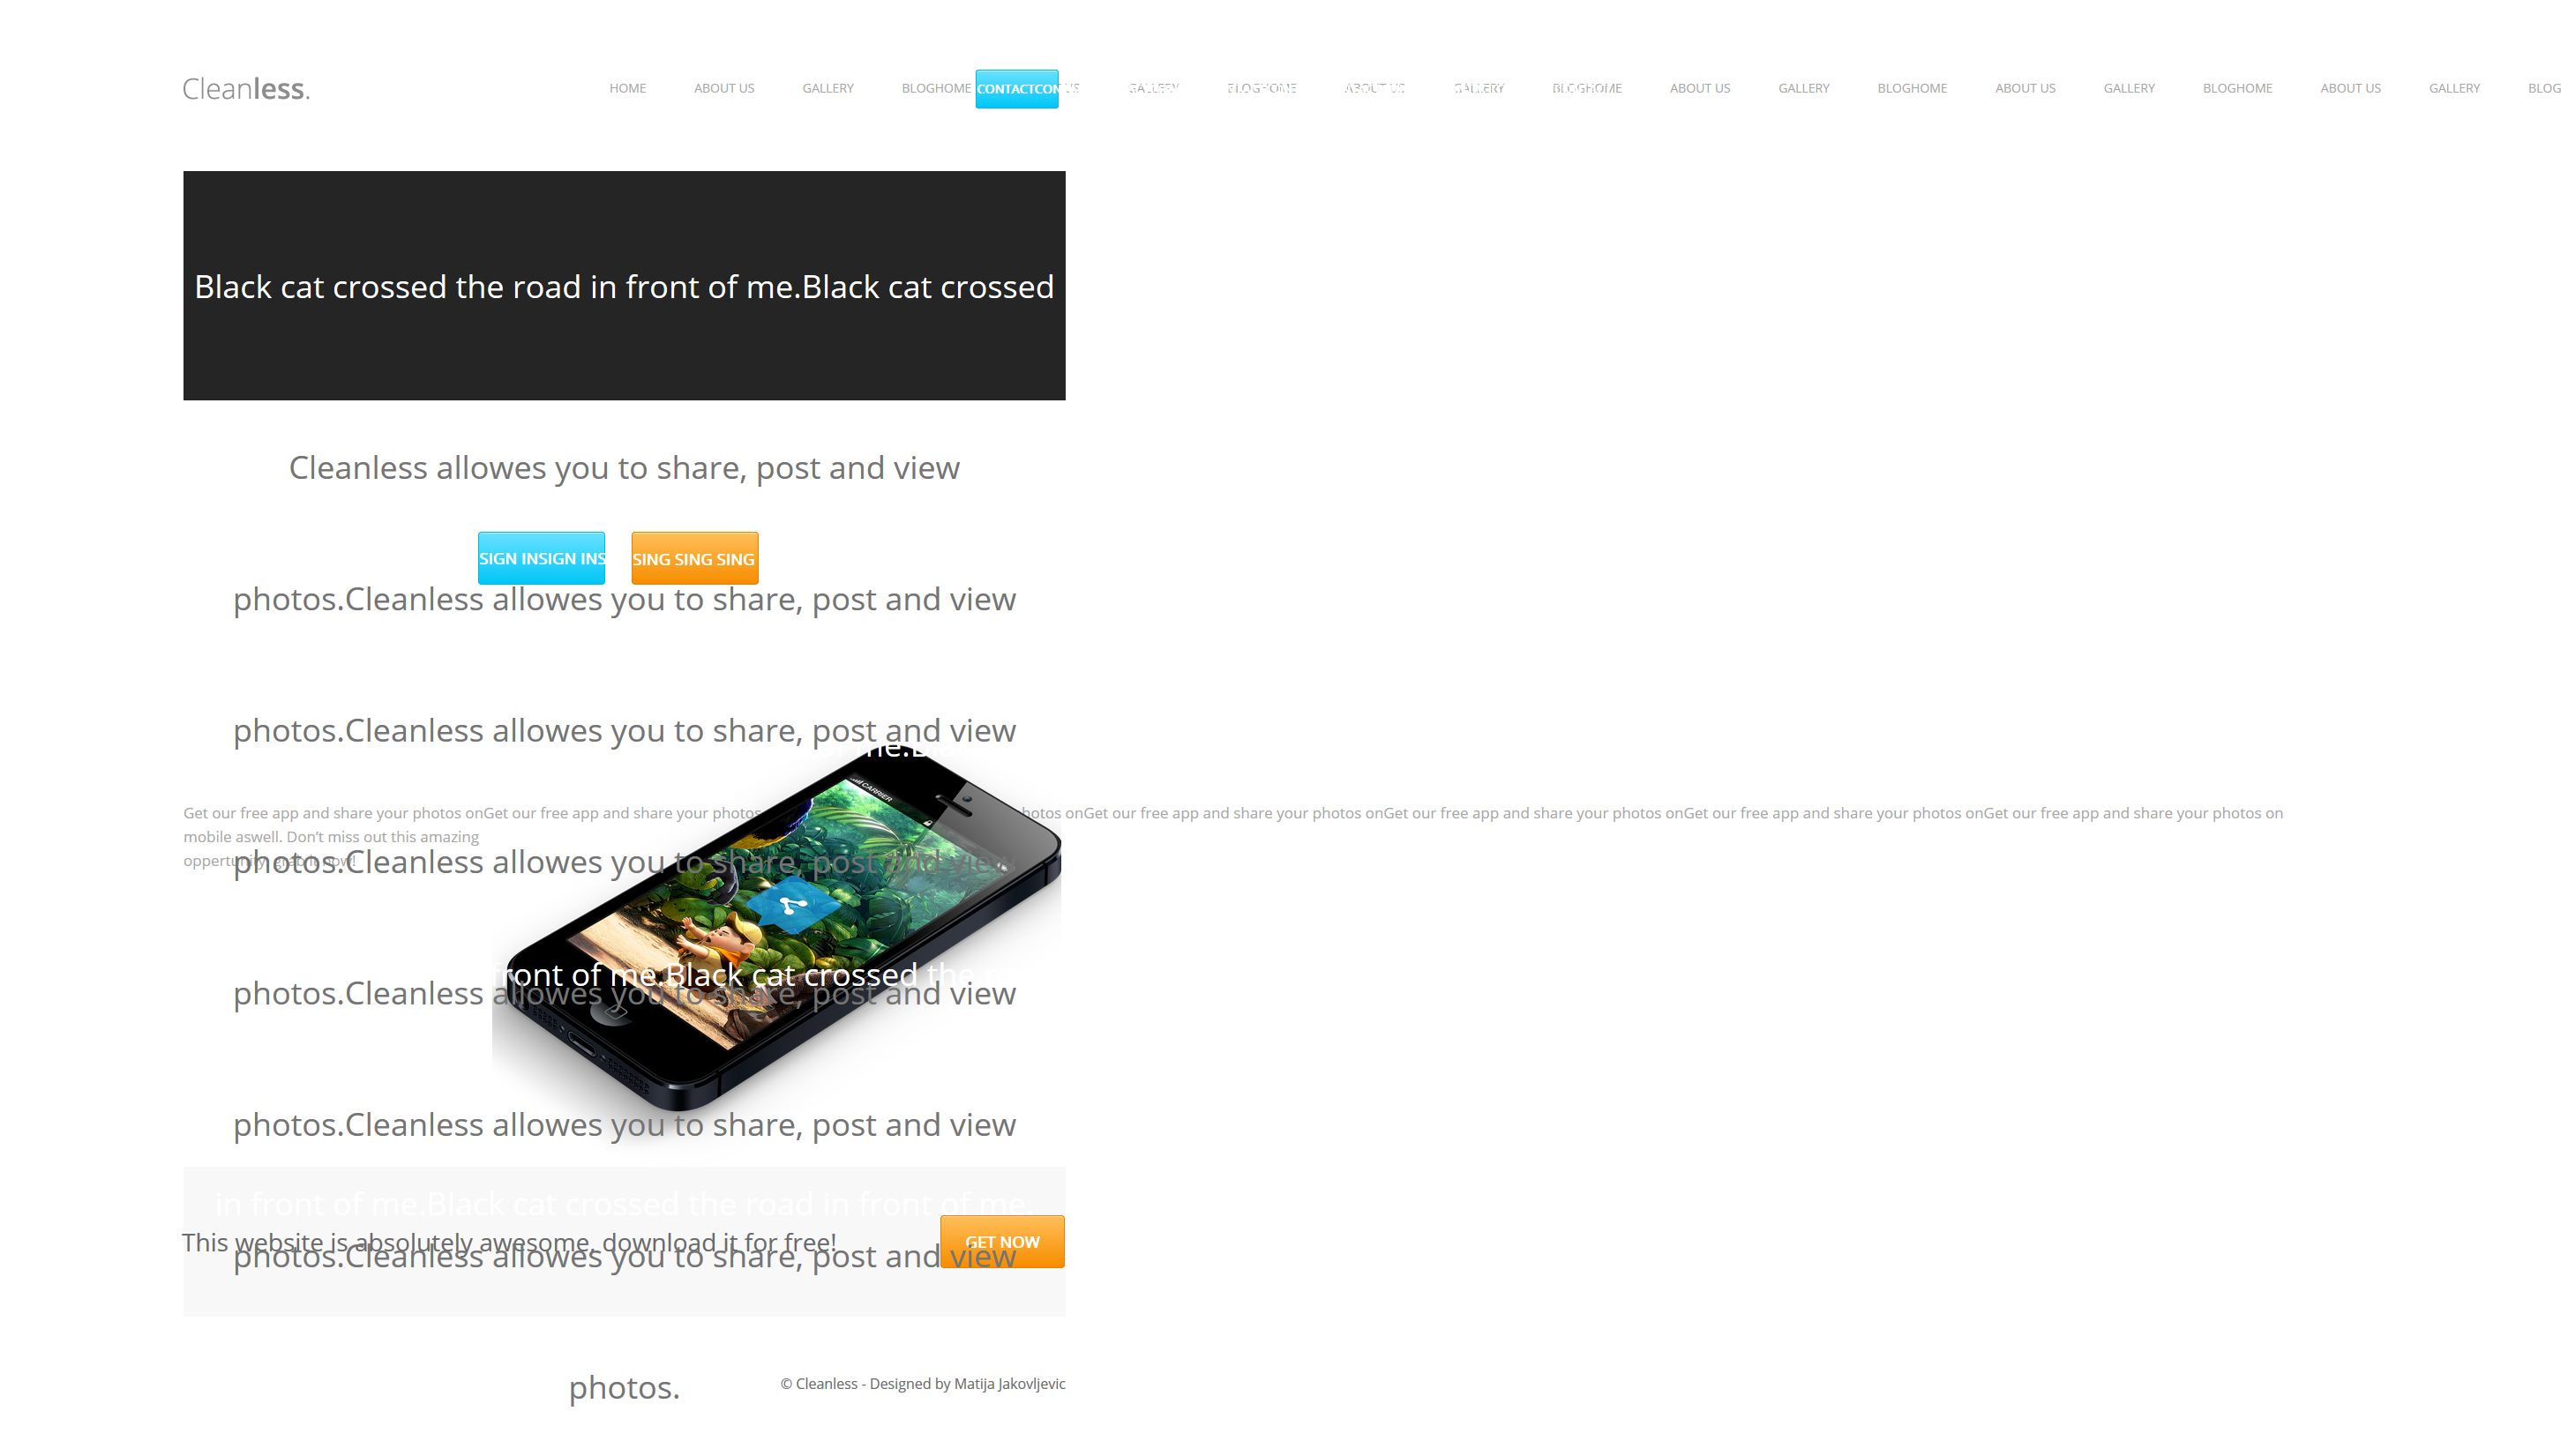 Cleanless.
HOME ABOUT US GALLERY BLOGHOME CONTACTCON US GALLERY BLOGHOME ABOUT US GALLERY BLOGHOME ABOUT US GALLERY BLOGHOME ABOUT US GALLERY BLOGHOME ABOUT US GALLERY BLOG
Black cat crossed the road in front of me.Black cat crossed
Cleanless allowes you to share, post and view
SIGN INSIGN INS
SING SING SING
photos.Cleanless allowes you to share, post and view
photos.Cleanless allowes you to share, post and view
me.
Get our free app and share your photos onGet our free app and share your photos
hotos onGet our free app and share your photos onGet our free app and share your photos onGet our free app and share your photos onGet our free app and share your photos on
CARRIER
mobile aswell. Don’t miss out this amazing
oppertunity, grab it now!
photos.Cleanless allowes you to share, post and view
front of me.Black cat crossed the
photos.Cleanless allowes you to share, post and view
photos.Cleanless allowes you to share, post and view
in front of me.Black cat crossed the road in front of me.
This website is absolutely awesome, download it for free!
GET NOW
photos.Cleanless allowes you to share, post and view
photos.
© Cleanless - Designed by Matija Jakovljevic